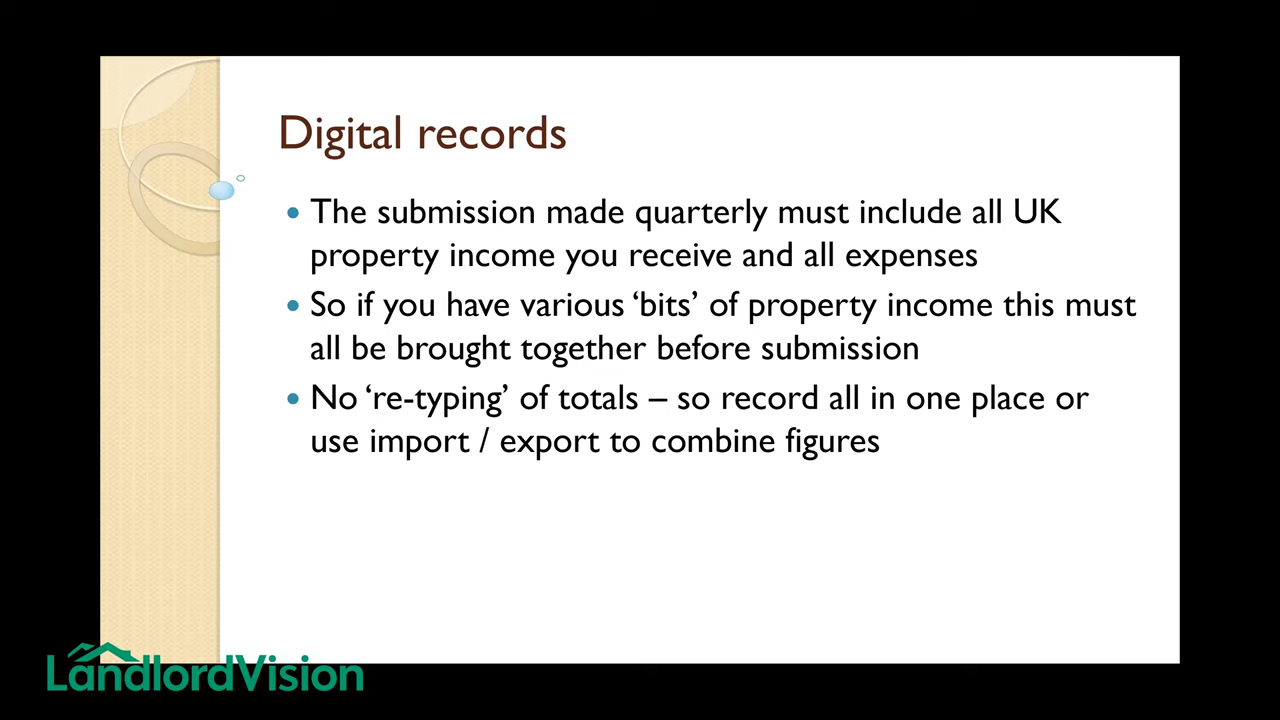 Digital records
• The submission made quarterly must include all UK
property income you receive and all expenses
• So if you have various ‘bits’ of property income this must
all be brought together before submission
• No ‘re-typing’ of totals – so record all in one place or
use import / export to combine figures
LandlordVision